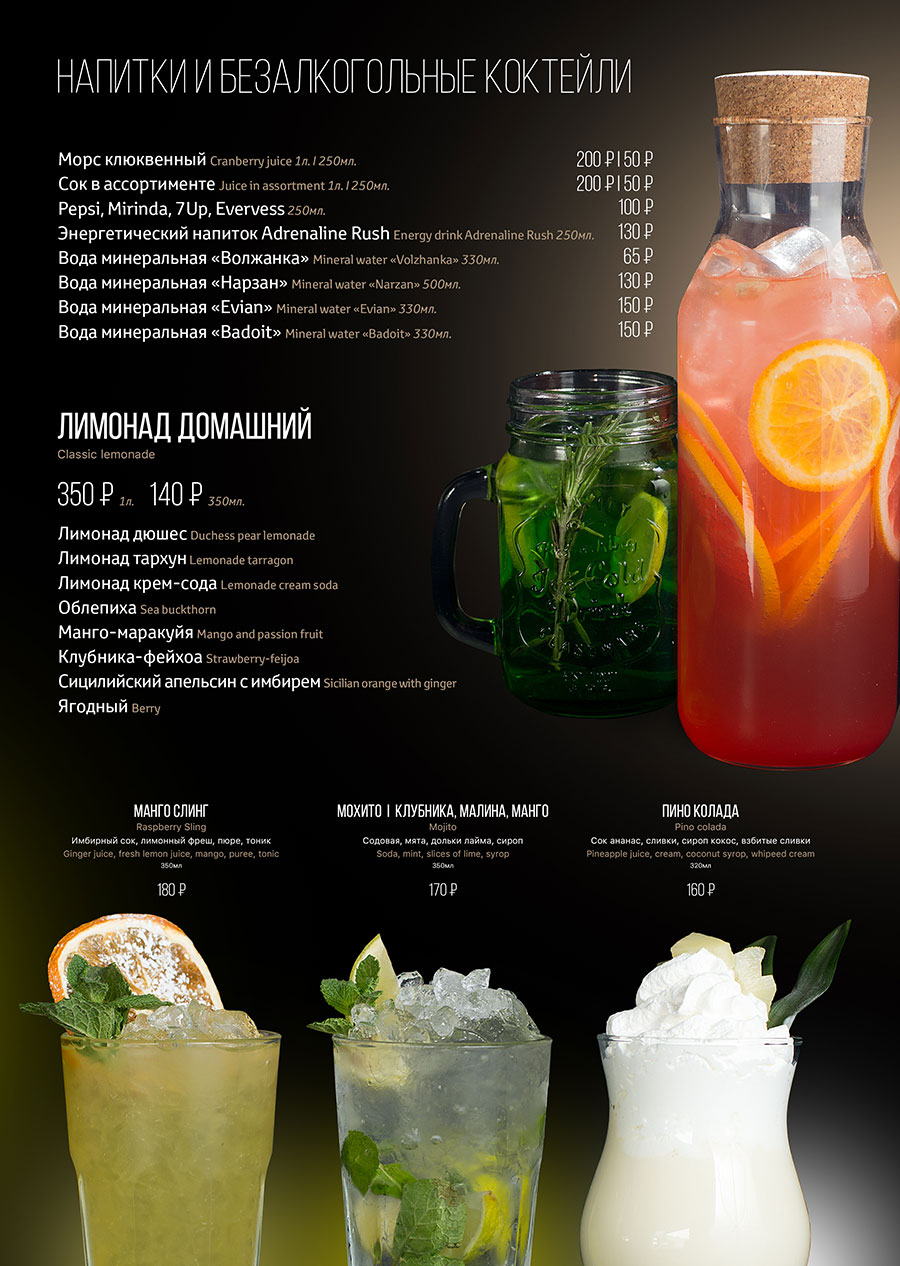 НАПИТКИ И БЕЗАЛКОГОЛЬНЫЕ КОКТЕЙЛИ
Морс клюквенный Cranberry juice 1л. | 250мл. 200 ₽ | 50 ₽
Сок в ассортименте Juice in assortment 1л. | 250мл. 200 ₽ | 50 ₽
Pepsi, Mirinda, 7Up, Evervess 250мл. 100 ₽
Энергетический напиток Adrenaline Rush Energy drink Adrenaline Rush 250мл. 130 ₽
Вода минеральная «Волжанка» Mineral water «Volzhanka» 330мл. 65 ₽
Вода минеральная «Нарзан» Mineral water «Narzan» 500мл. 130 ₽
Вода минеральная «Evian» Mineral water «Evian» 330мл. 150 ₽
Вода минеральная «Badoit» Mineral water «Badoit» 330мл. 150 ₽
ЛИМОНАД ДОМАШНИЙ
Classic lemonade
350 ₽ 1л. 140 ₽ 350мл.
Лимонад дюшес Duchess pear lemonade
Лимонад тархун Lemonade tarragon
Лимонад крем-сода Lemonade cream soda
Облепиха Sea buckthorn
Манго-маракуйя Mango and passion fruit
Клубника-фейхоа Strawberry-feijoa
Сицилийский апельсин с имбирем Sicilian orange with ginger
Ягодный Berry
МАНГО СЛИНГ
Raspberry Sling
Имбирный сок, лимонный фреш, пюре, тоник
Ginger juice, fresh lemon juice, mango, puree, tonic
350мл
180 ₽
МОХИТО | КЛУБНИКА, МАЛИНА, МАНГО
Mojito
Содовая, мята, дольки лайма, сироп
Soda, mint, slices of lime, syrop
350мл
170 ₽
ПИНО КОЛАДА
Pino colada
Сок ананас, сливки, сироп кокос, взбитые сливки
Pineapple juice, cream, coconut syrop, whipeed cream
320мл
160 ₽